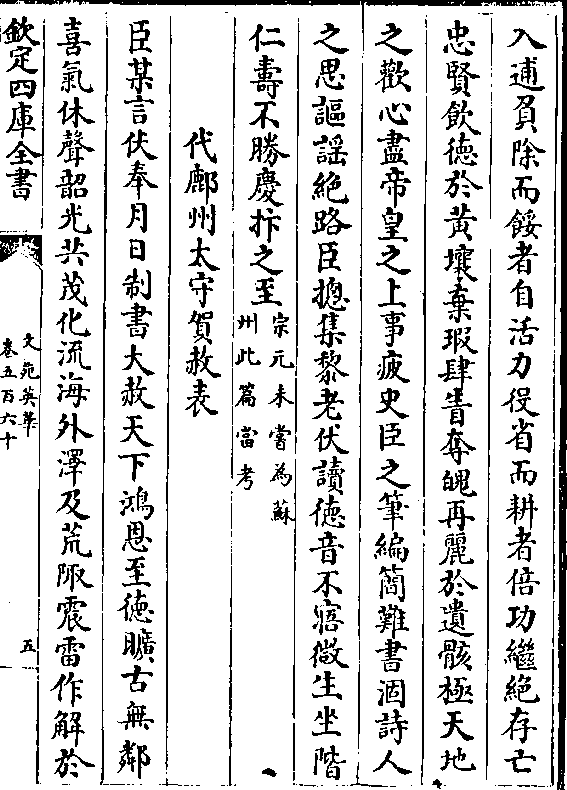 入逋負除而餒者自活力役省而耕者倍功繼絶存亡
忠賢飲徳於黄壤棄瑕肆眚奪魄再麗於遺骸極天地
之歡心盡帝皇之上事疲史臣之筆編簡難書涸詩人
之思謳謡絶路臣摠集黎老伏讀徳音不寤微生坐階
仁壽不勝慶抃之至宗元未嘗為蘇
州此篇當考
代鄜州太守賀赦表
臣某言伏奉月日制書大赦天下鴻恩至徳曠古無鄰
喜氣休聲韶光共茂化流海外澤及荒陬震雷作解於
欽定四庫全書
文苑英華
卷五百六十
五